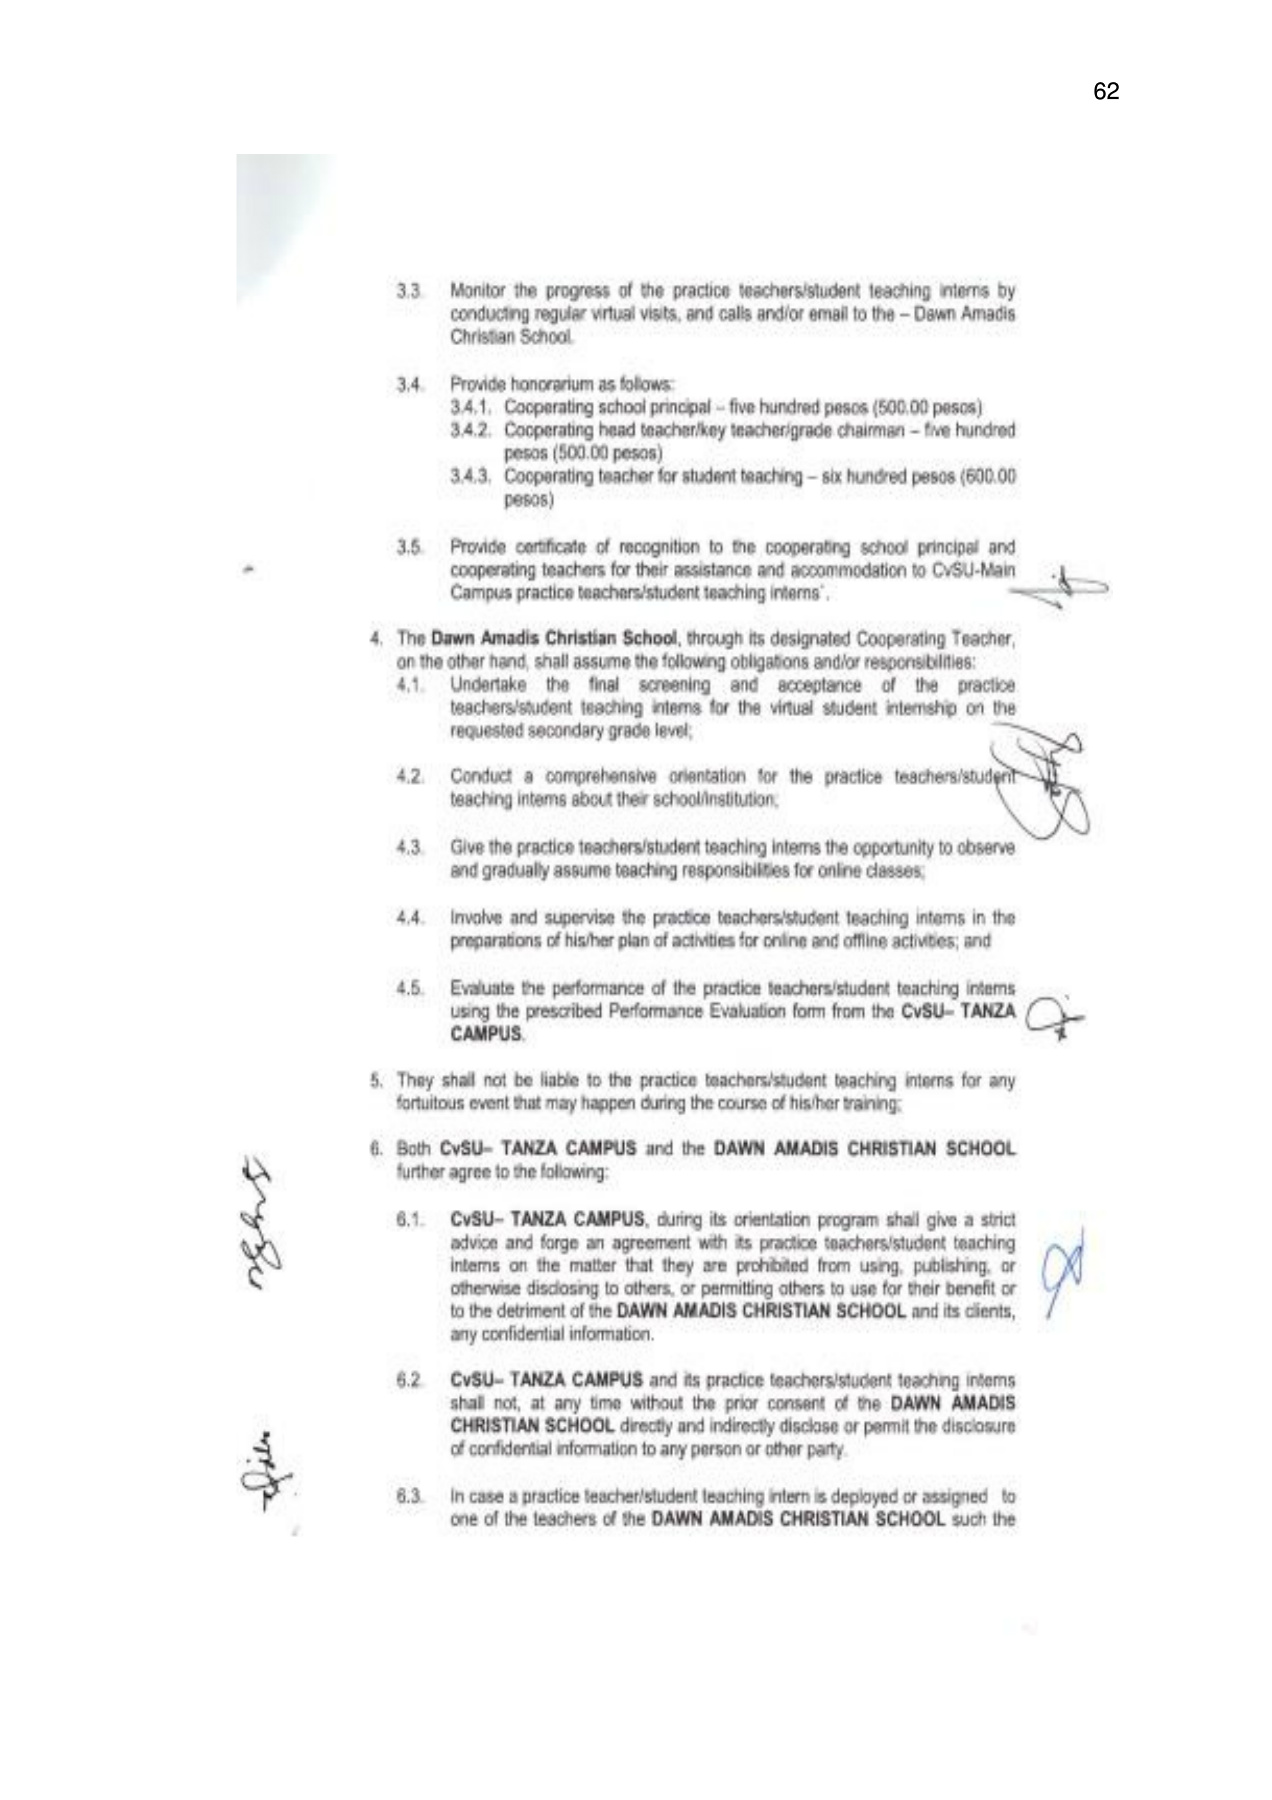 62
3.3. Monitor the progress of the practice teachers/student teaching interns by
conducting regular virtual visits, and calls and/or email to the – Dawn Amadis
Christian School.
3.4. Provide honorarium as follows:
3.4.1. Cooperating school principal – five hundred pesos (500.00 pesos)
3.4.2. Cooperating head teacher/key teacher/grade chairman – five hundred
pesos (500.00 pesos)
3.4.3. Cooperating teacher for student teaching – six hundred pesos (600.00
pesos)
3.5. Provide certificate of recognition to the cooperating school principal and
cooperating teachers for their assistance and accommodation to CvSU-Main
Campus practice teachers/student teaching interns'.
4. The Dawn Amadis Christian School, through its designated Cooperating Teacher,
on the other hand, shall assume the following obligations and/or responsibilities:
4.1. Undertake the final screening and acceptance of the practice
teachers/student teaching interns for the virtual student internship on the
requested secondary grade level;
4.2. Conduct a comprehensive orientation for the practice teachers/student
teaching interns about their school/institution;
4.3. Give the practice teachers/student teaching interns the opportunity to observe
and gradually assume teaching responsibilities for online classes;
4.4. Involve and supervise the practice teachers/student teaching interns in the
preparations of his/her plan of activities for online and offline activities; and
4.5. Evaluate the performance of the practice teachers/student teaching interns
using the prescribed Performance Evaluation form from the CvSU– TANZA
CAMPUS.
5. They shall not be liable to the practice teachers/student teaching interns for any
fortuitous event that may happen during the course of his/her training;
6. Both CvSU– TANZA CAMPUS and the DAWN AMADIS CHRISTIAN SCHOOL
further agree to the following:
6.1. CvSU– TANZA CAMPUS, during its orientation program shall give a strict
advice and forge an agreement with its practice teachers/student teaching
interns on the matter that they are prohibited from using, publishing, or
otherwise disclosing to others, or permitting others to use for their benefit or
to the detriment of the DAWN AMADIS CHRISTIAN SCHOOL and its clients,
any confidential information.
6.2. CvSU– TANZA CAMPUS and its practice teachers/student teaching interns
shall not, at any time without the prior consent of the DAWN AMADIS
CHRISTIAN SCHOOL directly and indirectly disclose or permit the disclosure
of confidential information to any person or other party.
6.3. In case a practice teacher/student teaching intern is deployed or assigned to
one of the teachers of the DAWN AMADIS CHRISTIAN SCHOOL such the